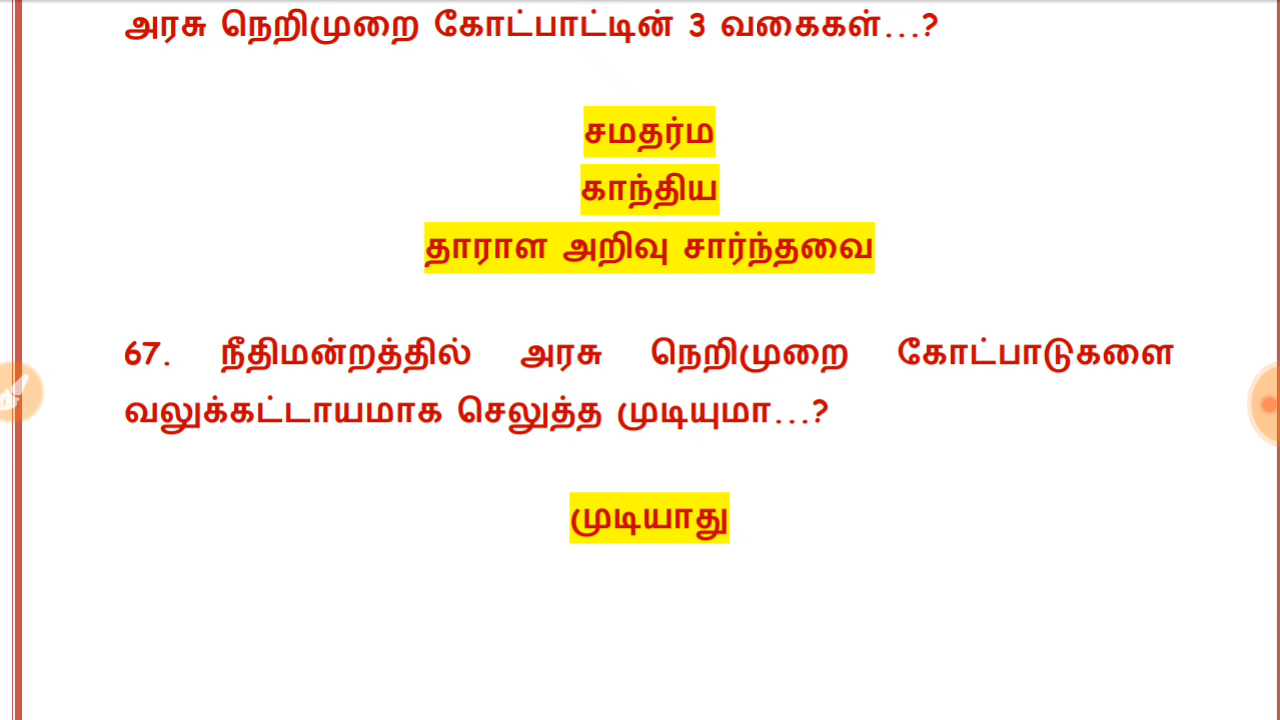 அரசு நெறிமுறை கோட்பாட்டின் 3 வகைகள்...?
சமதர்ம
காந்திய
தாராள அறிவு சார்ந்தவை
67. நீதிமன்றத்தில் அரசு நெறிமுறை கோட்பாடுகளை
வலுக்கட்டாயமாக செலுத்த முடியுமா...?
முடியாது